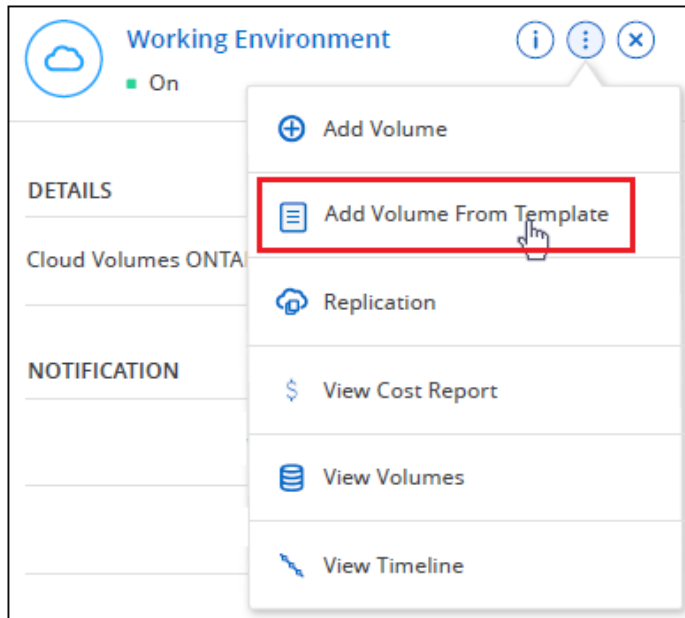 Working Environment
On
Add Volume
DETAILS
Add Volume From Template
Cloud Volumes ONTA
Replication
NOTIFICATION
$ View Cost Report
View Volumes
View Timeline